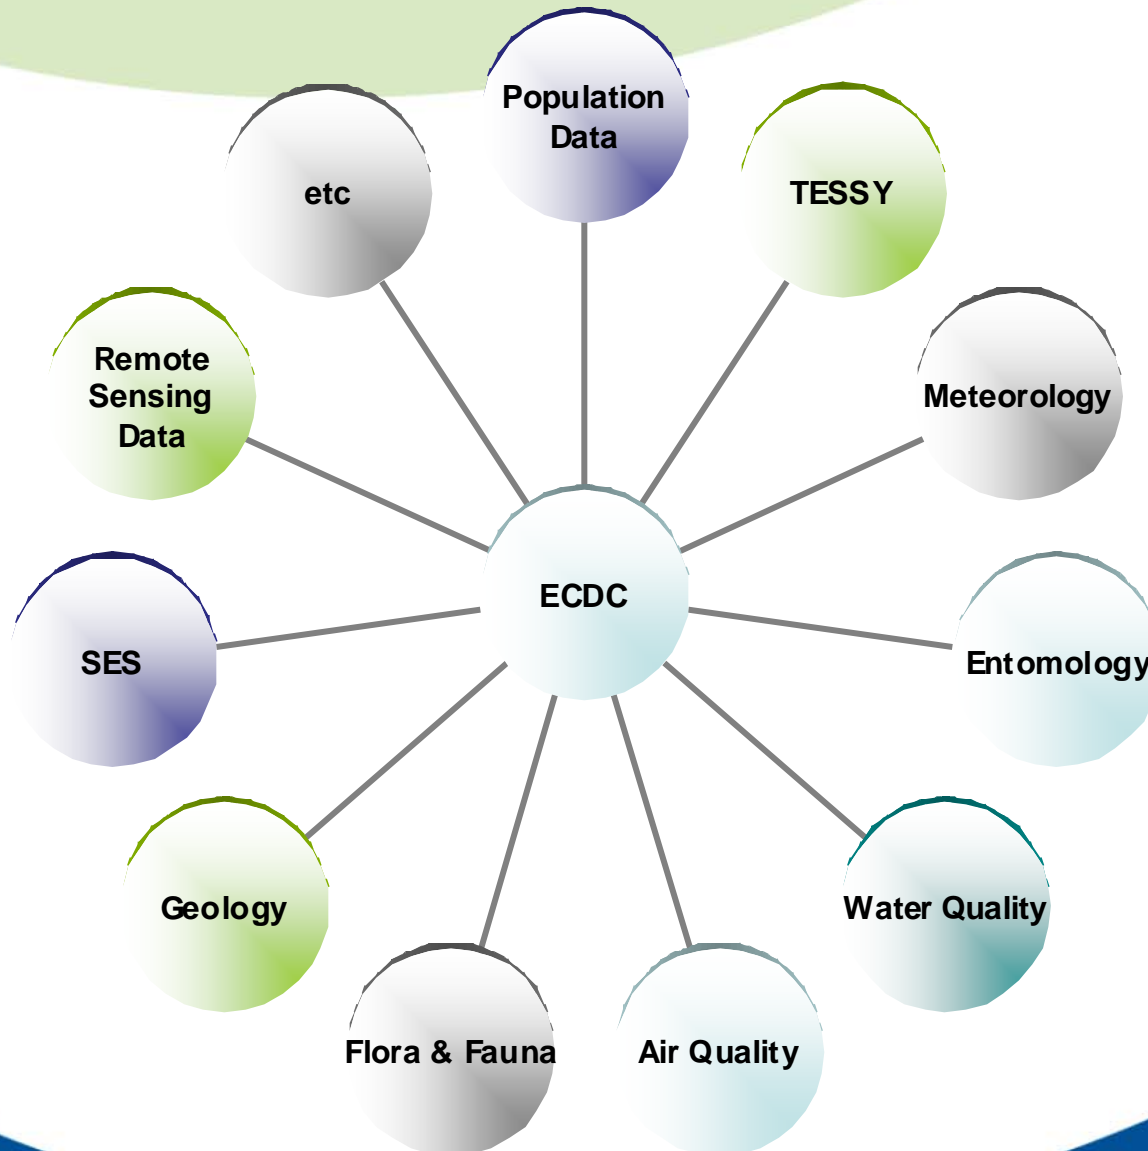 Population
Data
TESSY
etc
Remote
Sensing
Data
Meteorology
ECDC
SES
Entomology
Geology
Water Quality
Flora & Fauna
Air Quality